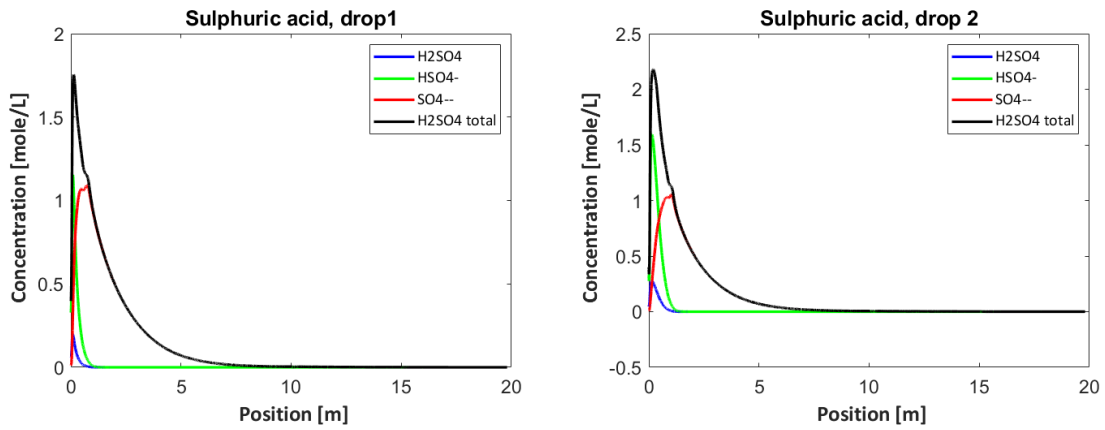 Sulphuric acid, drop1
2
1.5
1
0.5
0
0 5 10 15 20
Concentration [mole/L]
Position [m]
H2SO4
HSO4-
SO4--
H2SO4 total
Sulphuric acid, drop 2
2.5
2
1.5
1
0.5
0
-0.5
0 5 10 15 20
Concentration [mole/L]
Position [m]
H2SO4
HSO4-
SO4--
H2SO4 total